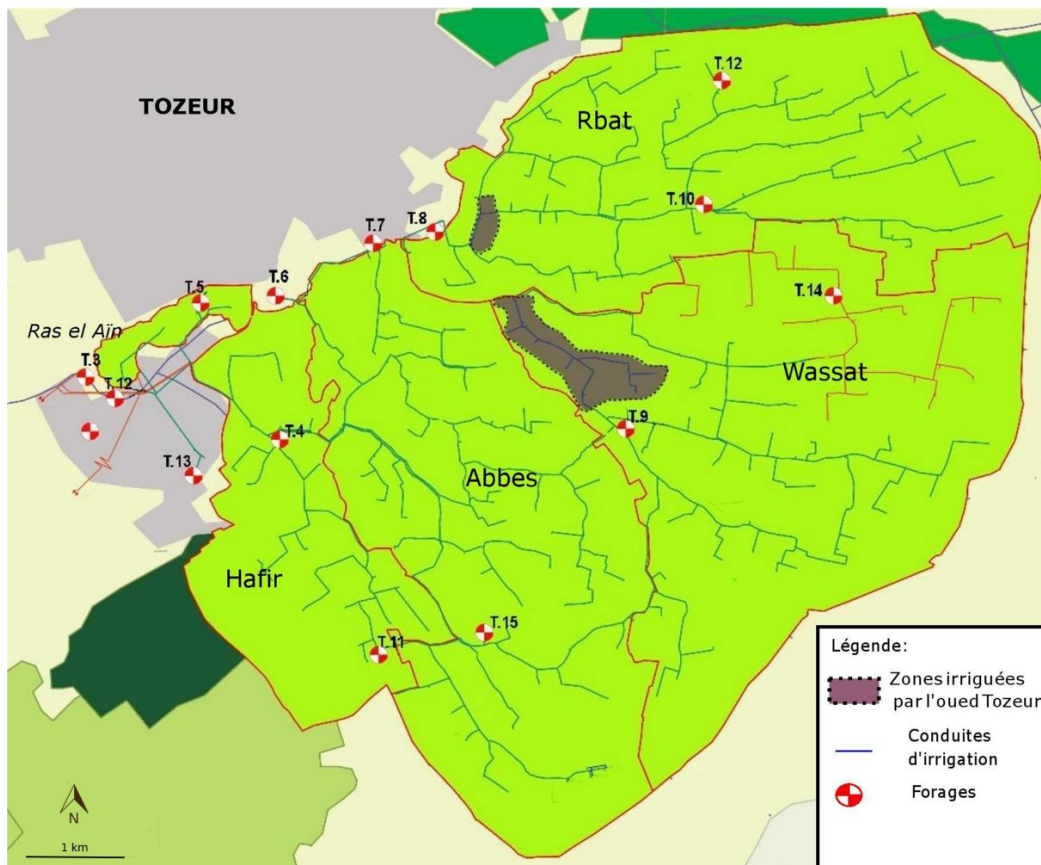 TOZEUR
T.12
Rbat
T.10
T.8
T.7
T.6
T.5
T.14
Ras el Aïn
T.3
Wassat
T.12
T.9
T.4
Abbes
T.13
Hafir
T.15
T.11
Légende:
Zones irriguées
par l'oued Tozeur
Conduites
d'irrigation
Forages
N
1 km